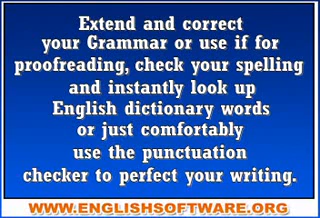 Extend and correct
your Grammar or use if for
proofreading, check your spelling
and instantly look up
English dictionary words
or just comfortably
use the punctuation
checker to perfect your writing.
WWW.ENGLISHSOFTWARE.ORG